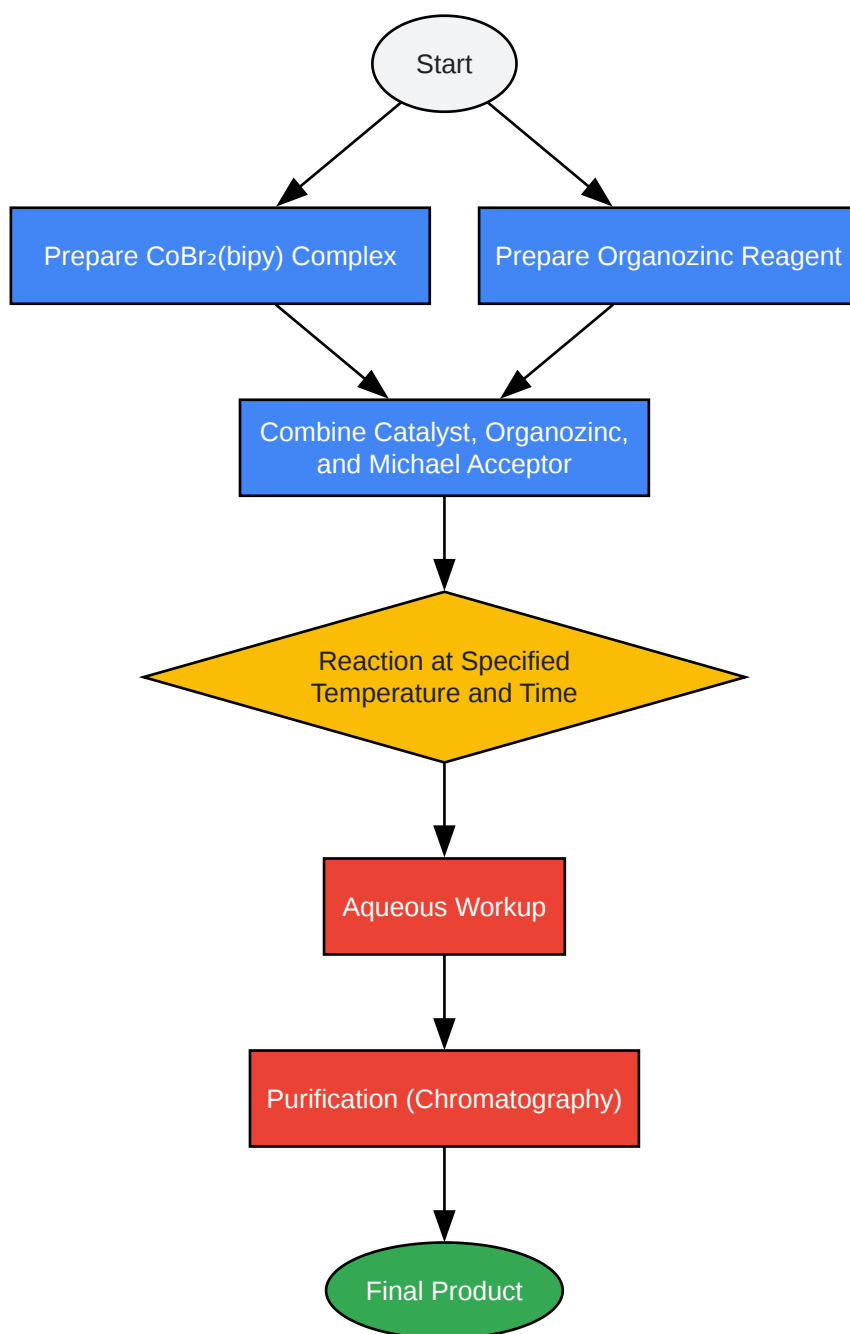 Start
Prepare CoBr₂(bipy) Complex
Prepare Organozinc Reagent
Combine Catalyst, Organozinc,
and Michael Acceptor
Reaction at Specified
Temperature and Time
Aqueous Workup
Purification (Chromatography)
Final Product